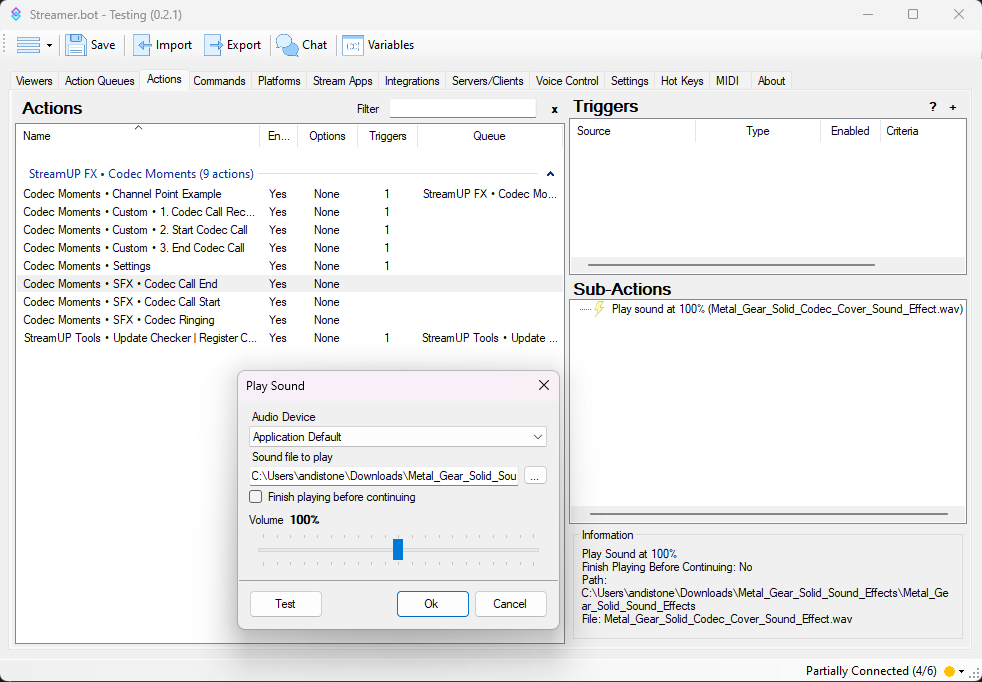 Streamer.bot - Testing (0.2.1)
Save Import Export Chat Variables
Viewers Action Queues Actions Commands Platforms Stream Apps Integrations Servers/Clients Voice Control Settings Hot Keys MIDI About
Actions
Filter
x
Name En... Options Triggers Queue
StreamUP FX • Codec Moments (9 actions)
Codec Moments • Channel Point Example Yes None 1 StreamUP FX • Codec Mo...
Codec Moments • Custom • 1. Codec Call Rec... Yes None 1
Codec Moments • Custom • 2. Start Codec Call Yes None 1
Codec Moments • Custom • 3. End Codec Call Yes None 1
Codec Moments • Settings Yes None 1
Codec Moments • SFX • Codec Call End Yes None
Codec Moments • SFX • Codec Call Start Yes None
Codec Moments • SFX • Codec Ringing Yes None
StreamUP Tools • Update Checker | Register C... Yes None 1 StreamUP Tools • Update ...
Triggers
? +
Source Type Enabled Criteria
Sub-Actions
Play sound at 100% (Metal_Gear_Solid_Codec_Cover_Sound_Effect.wav)
Information
Play Sound at 100%
Finish Playing Before Continuing: No
Path:
C:\Users\andistone\Downloads\Metal_Gear_Solid_Sound_Effects\Metal_Ge
ar_Solid_Sound_Effects
File: Metal_Gear_Solid_Codec_Cover_Sound_Effect.wav
Play Sound
Audio Device
Application Default
Sound file to play
C:\Users\andistone\Downloads\Metal_Gear_Solid_Sou
...
Finish playing before continuing
Volume 100%
Test Ok Cancel
Partially Connected (4/6)